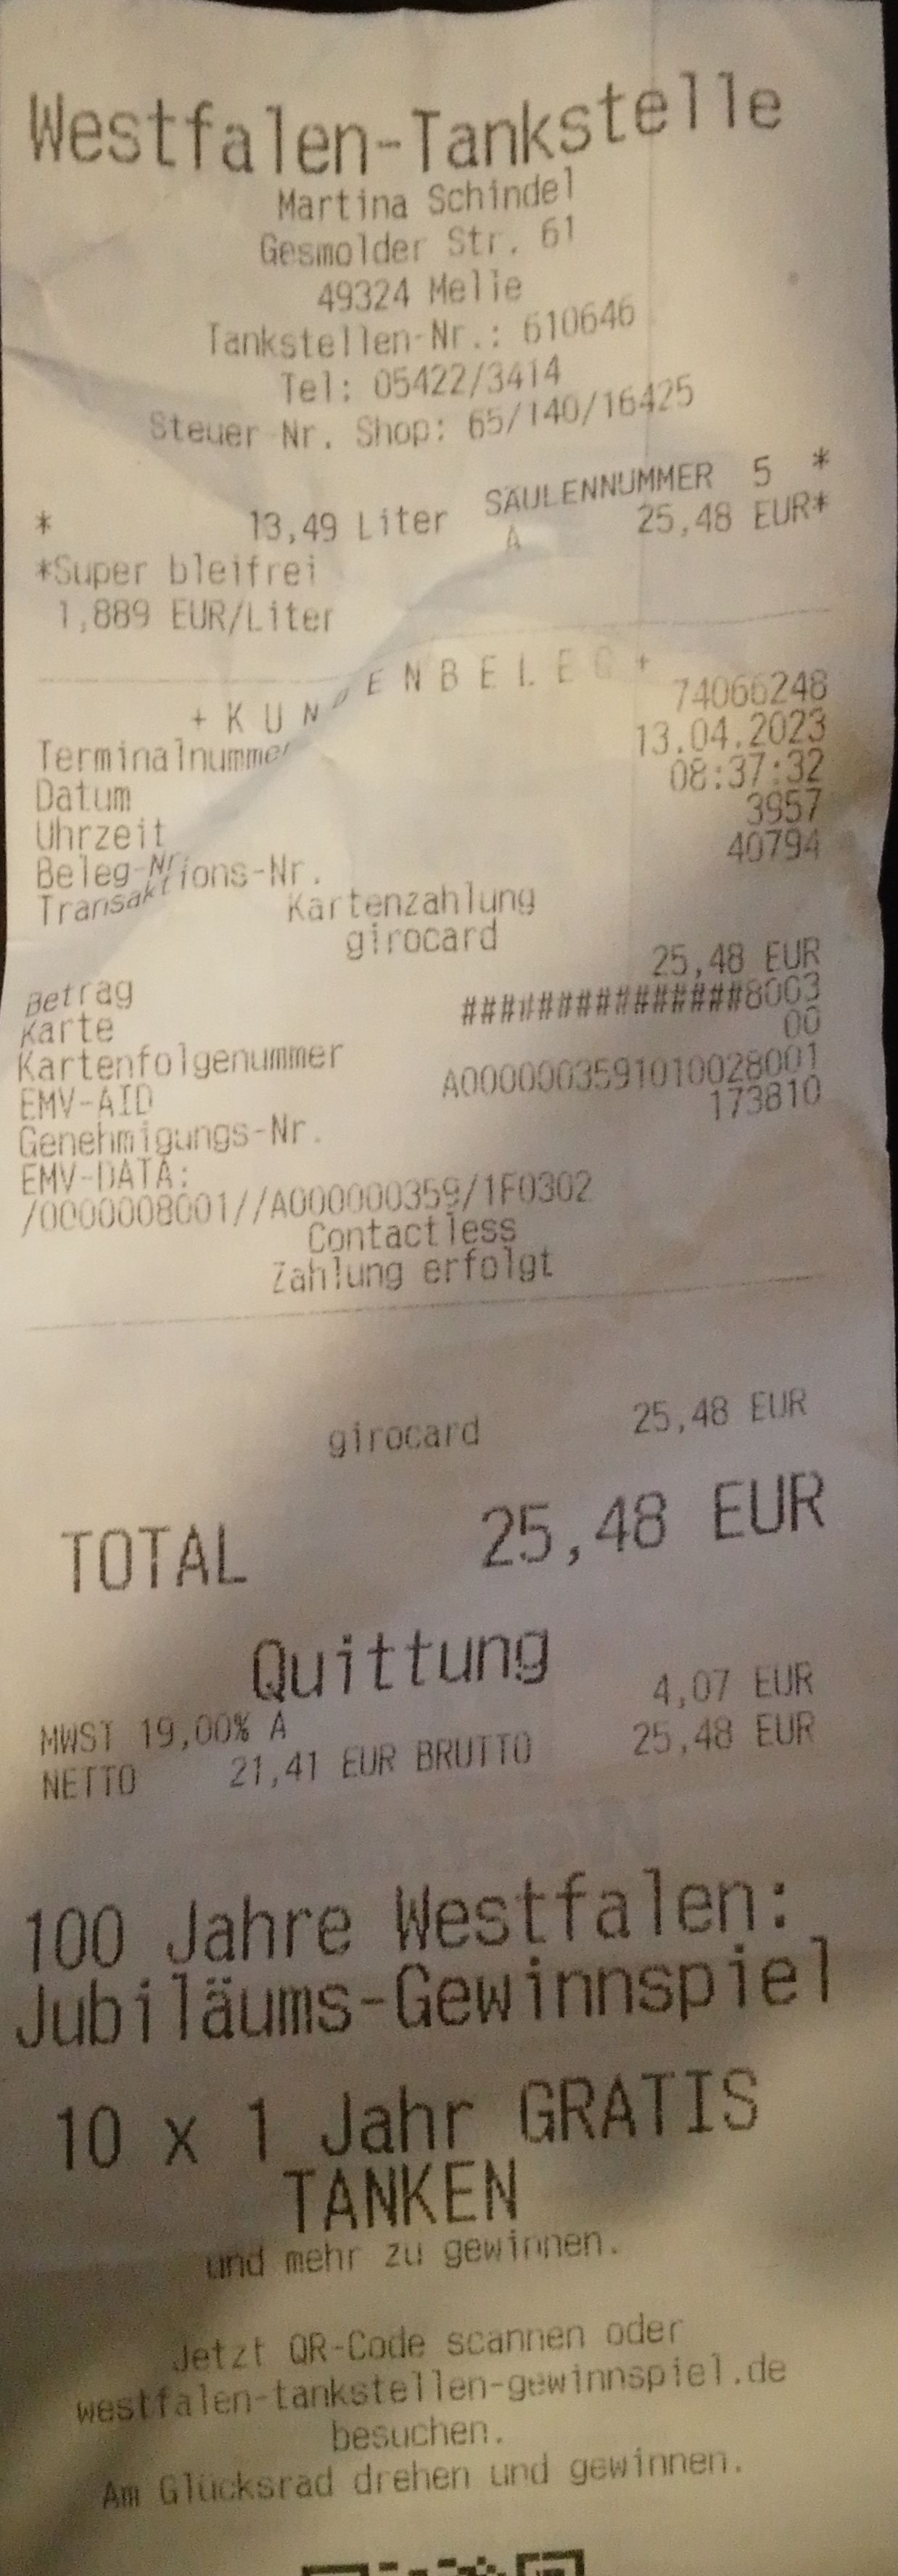 Westfalen-Tankstelle
Martina Schindel
Gesmolder Str. 61
49324 Melle
Tankstellen-Nr.: 610646
Tel: 05422/3414
Steuer Nr. Shop: 65/140/16425
SÄULENNUMMER 5 *
* 13,49 Liter A 25,48 EUR*
*Super bleifrei
1,889 EUR/Liter
+ K U N D E N B E L E G +
Terminalnummer 74066248
Datum 13.04.2023
Uhrzeit 08:37:32
Beleg-Nr. 3957
Transaktions-Nr. 40794
Kartenzahlung
girocard
Betrag 25,48 EUR
Karte ###############8003
Kartenfolgenummer 00
EMV-AID A0000003591010028001
Genehmigungs-Nr. 173810
EMV-DATA:
/0000008001//A000000359/1F0302
Contactless
Zahlung erfolgt
girocard 25,48 EUR
TOTAL 25,48 EUR
Quittung
MWST 19,00% A 4,07 EUR
NETTO 21,41 EUR BRUTTO 25,48 EUR
100 Jahre Westfalen:
Jubiläums-Gewinnspiel
10 x 1 Jahr GRATIS
TANKEN
und mehr zu gewinnen.
Jetzt QR-Code scannen oder
westfalen-tankstellen-gewinnspiel.de
besuchen.
Am Glücksrad drehen und gewinnen.